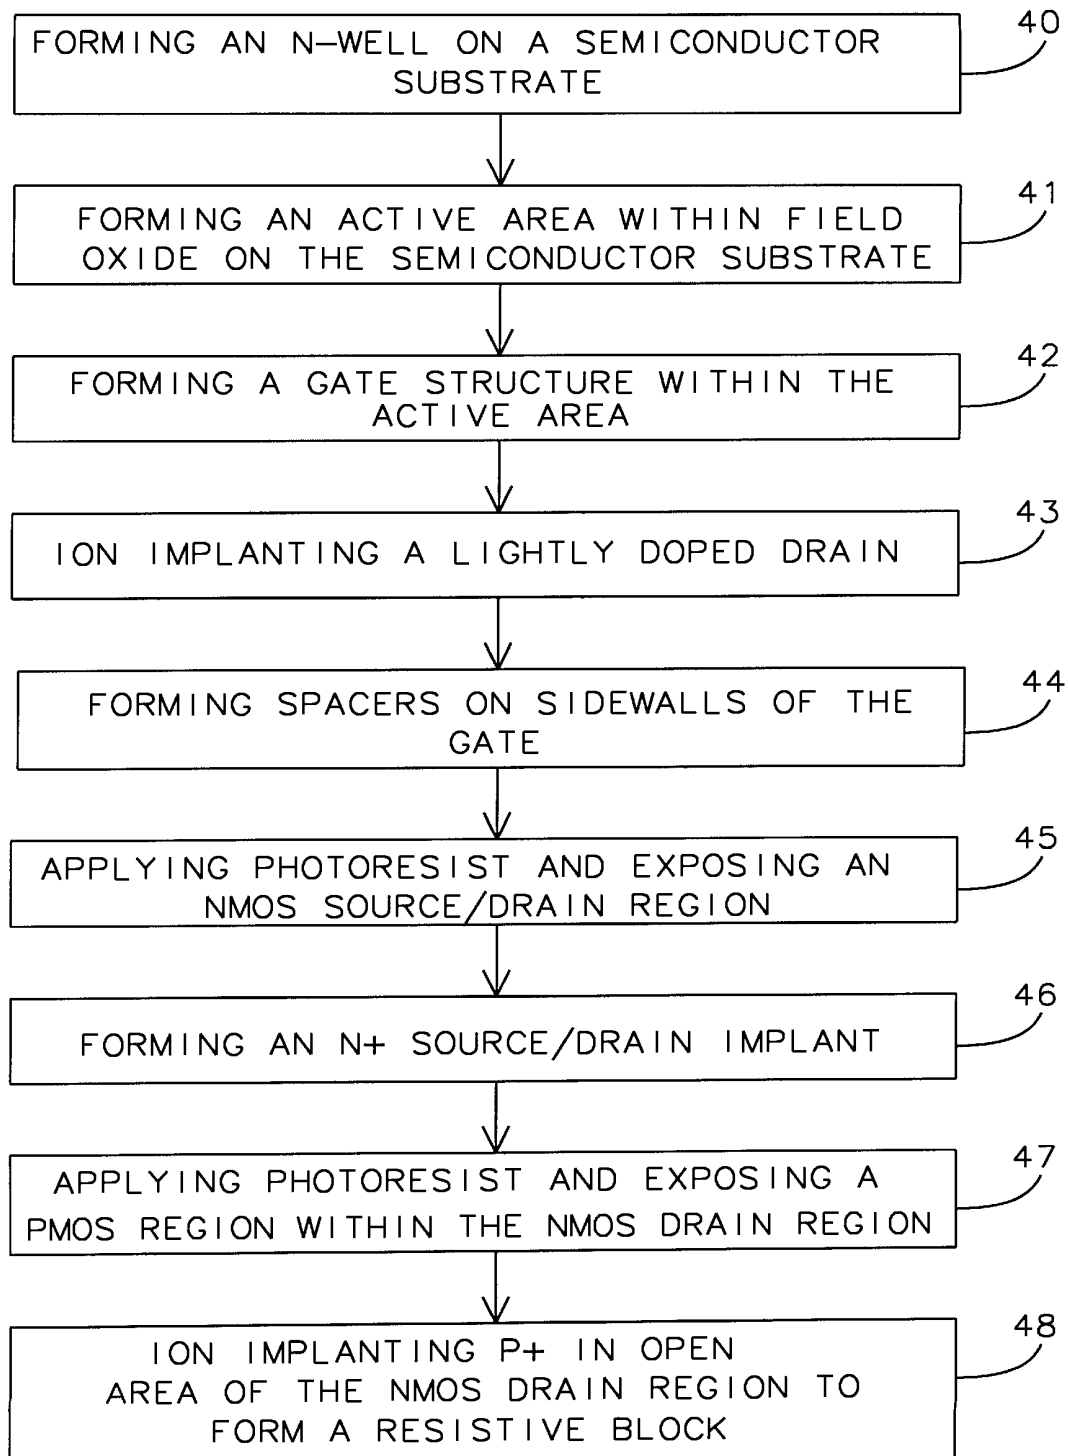 40
FORMING AN N-WELL ON A SEMICONDUCTOR
SUBSTRATE
41
FORMING AN ACTIVE AREA WITHIN FIELD
OXIDE ON THE SEMICONDUCTOR SUBSTRATE
42
FORMING A GATE STRUCTURE WITHIN THE
ACTIVE AREA
43
ION IMPLANTING A LIGHTLY DOPED DRAIN
44
FORMING SPACERS ON SIDEWALLS OF THE
GATE
45
APPLYING PHOTORESIST AND EXPOSING AN
NMOS SOURCE/DRAIN REGION
46
FORMING AN N+ SOURCE/DRAIN IMPLANT
47
APPLYING PHOTORESIST AND EXPOSING A
PMOS REGION WITHIN THE NMOS DRAIN REGION
48
ION IMPLANTING P+ IN OPEN
AREA OF THE NMOS DRAIN REGION TO
FORM A RESISTIVE BLOCK